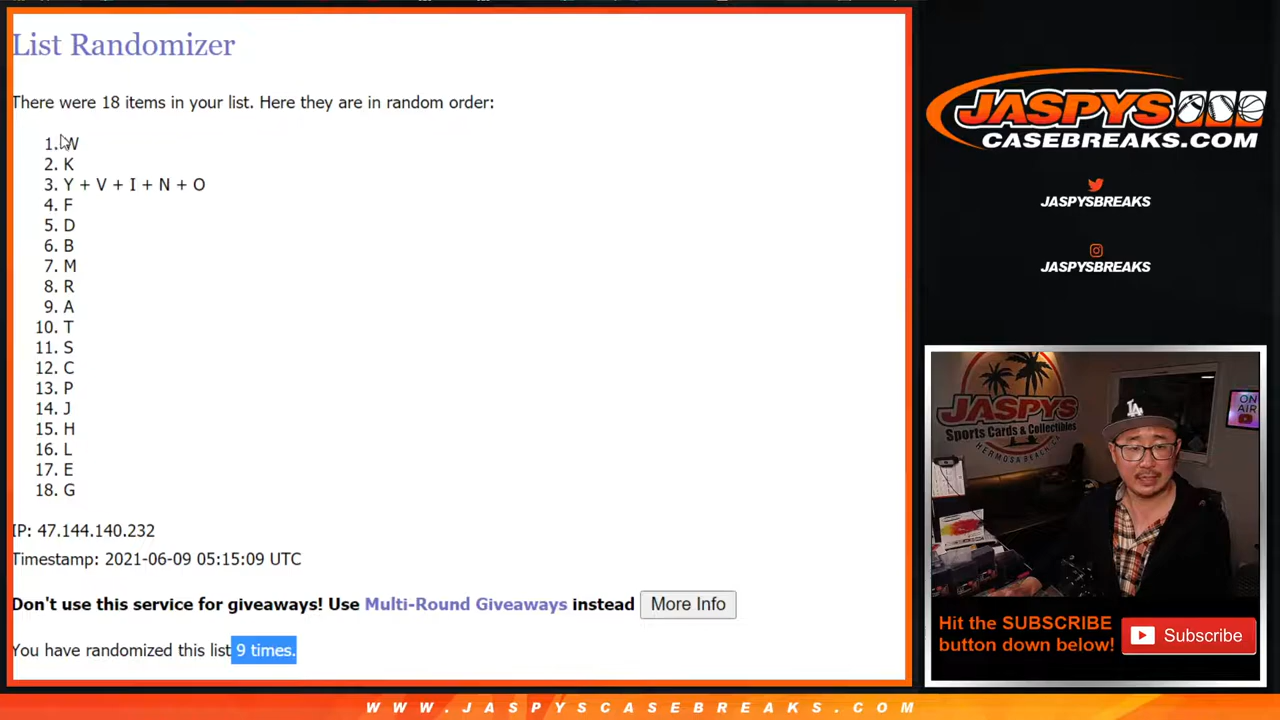 List Randomizer
There were 18 items in your list. Here they are in random order:
1. W
2. K
3. Y + V + I + N + O
4. F
5. D
6. B
7. M
8. R
9. A
10. T
11. S
12. C
13. P
14. J
15. H
16. L
17. E
18. G
IP: 47.144.140.232
Timestamp: 2021-06-09 05:15:09 UTC
Don't use this service for giveaways! Use Multi-Round Giveaways instead More Info
You have randomized this list 9 times.
JASPYS
CASEBREAKS.COM
JASPYSBREAKS
JASPYSBREAKS
JASPYS
Sports Cards & Collectibles
HERMOSA BEACH, CA
LA
ON
AIR
Hit the SUBSCRIBE
button down below!
Subscribe
WWW.JASPYSCASEBREAKS.COM